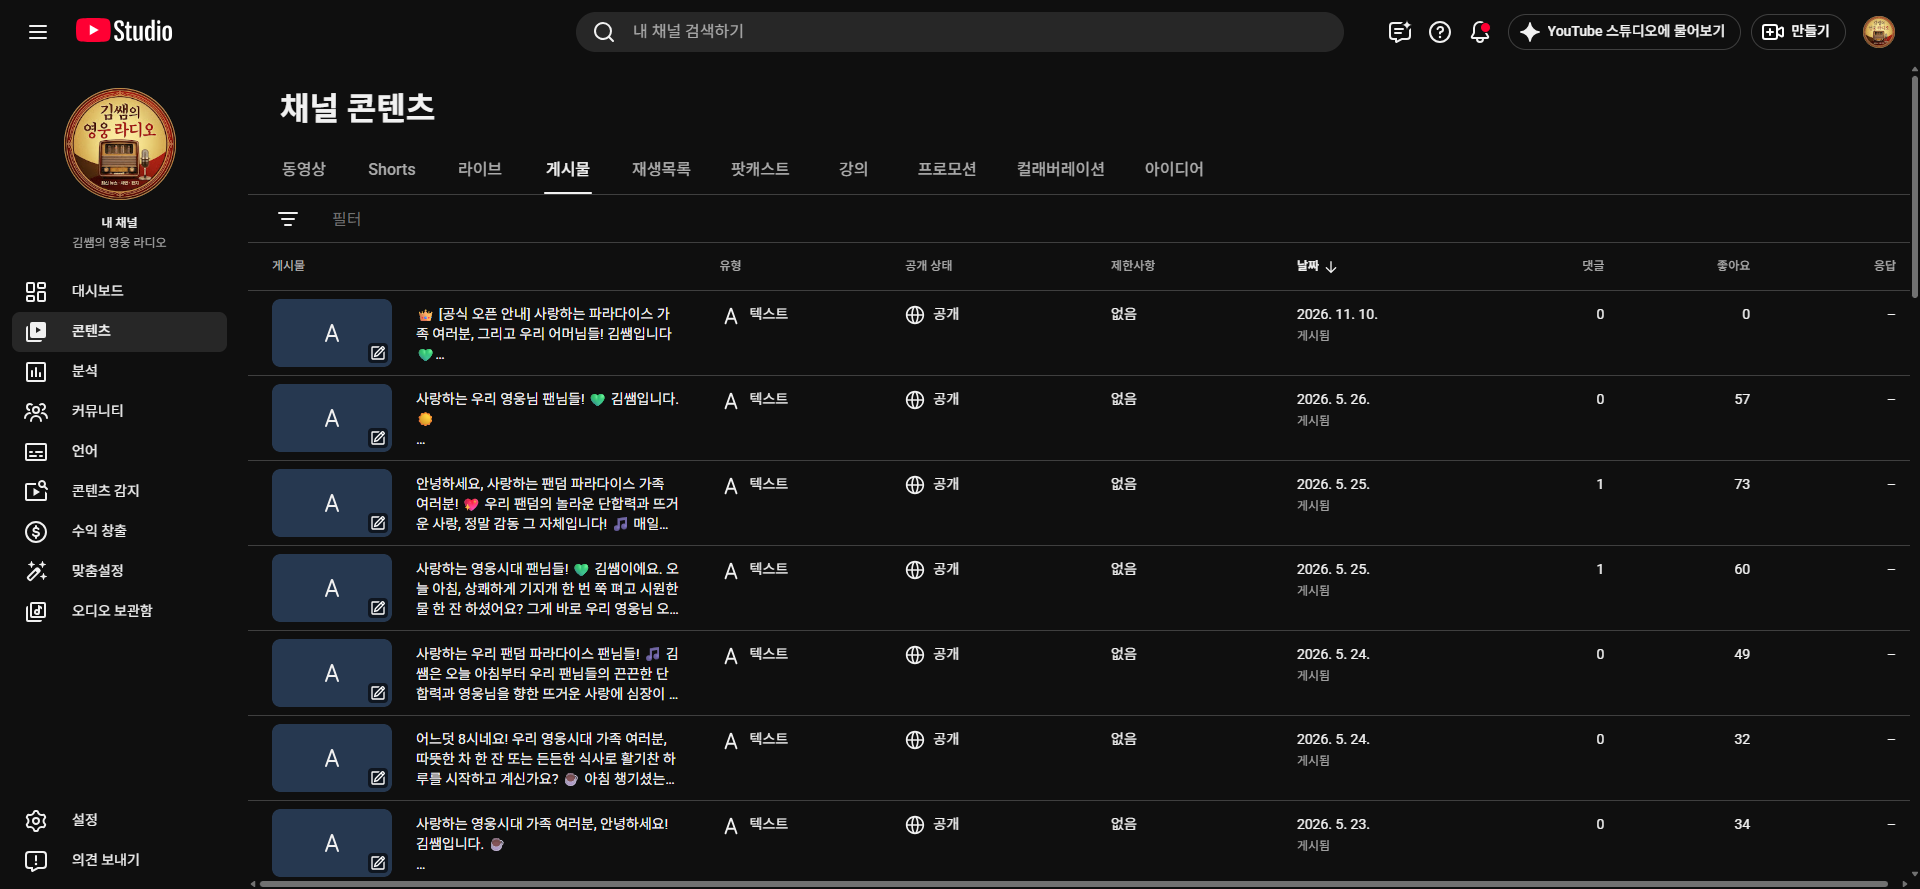 Studio
내 채널 검색하기
YouTube 스튜디오에 물어보기
만들기
김쌤의
영웅 라디오
내 채널
김쌤의 영웅 라디오
대시보드
콘텐츠
분석
커뮤니티
언어
콘텐츠 감지
수익 창출
맞춤설정
오디오 보관함
설정
의견 보내기
채널 콘텐츠
동영상 Shorts 라이브 게시물 재생목록 팟캐스트 강의 프로모션 컬래버레이션 아이디어
필터
게시물 유형 공개 상태 제한사항 날짜 ↓ 댓글 좋아요 응답
A
👑 [공식 오픈 안내] 사랑하는 파라다이스 가
족 여러분, 그리고 우리 어머님들! 김쌤입니다
💚 ...
A 텍스트 공개 없음 2026. 11. 10. 0 0 –
게시됨
A
사랑하는 우리 영웅님 팬님들! 💚 김쌤입니다.
🌼
...
A 텍스트 공개 없음 2026. 5. 26. 0 57 –
게시됨
A
안녕하세요, 사랑하는 팬덤 파라다이스 가족
여러분! 💖 우리 팬덤의 놀라운 단합력과 뜨거
운 사랑, 정말 감동 그 자체입니다! 🎵 매일...
A 텍스트 공개 없음 2026. 5. 25. 1 73 –
게시됨
A
사랑하는 영웅시대 팬님들! 💚 김쌤이에요. 오
늘 아침, 상쾌하게 기지개 한 번 쭉 펴고 시원한
물 한 잔 하셨어요? 그게 바로 우리 영웅님 오...
A 텍스트 공개 없음 2026. 5. 25. 1 60 –
게시됨
A
사랑하는 우리 팬덤 파라다이스 팬님들! 🎵 김
쌤은 오늘 아침부터 우리 팬님들의 끈끈한 단
합력과 영웅님을 향한 뜨거운 사랑에 심장이 ...
A 텍스트 공개 없음 2026. 5. 24. 0 49 –
게시됨
A
어느덧 8시네요! 우리 영웅시대 가족 여러분,
따뜻한 차 한 잔 또는 든든한 식사로 활기찬 하
루를 시작하고 계신가요? ☕ 아침 챙기셨는...
A 텍스트 공개 없음 2026. 5. 24. 0 32 –
게시됨
A
사랑하는 영웅시대 가족 여러분, 안녕하세요!
김쌤입니다. ☕
...
A 텍스트 공개 없음 2026. 5. 23. 0 34 –
게시됨